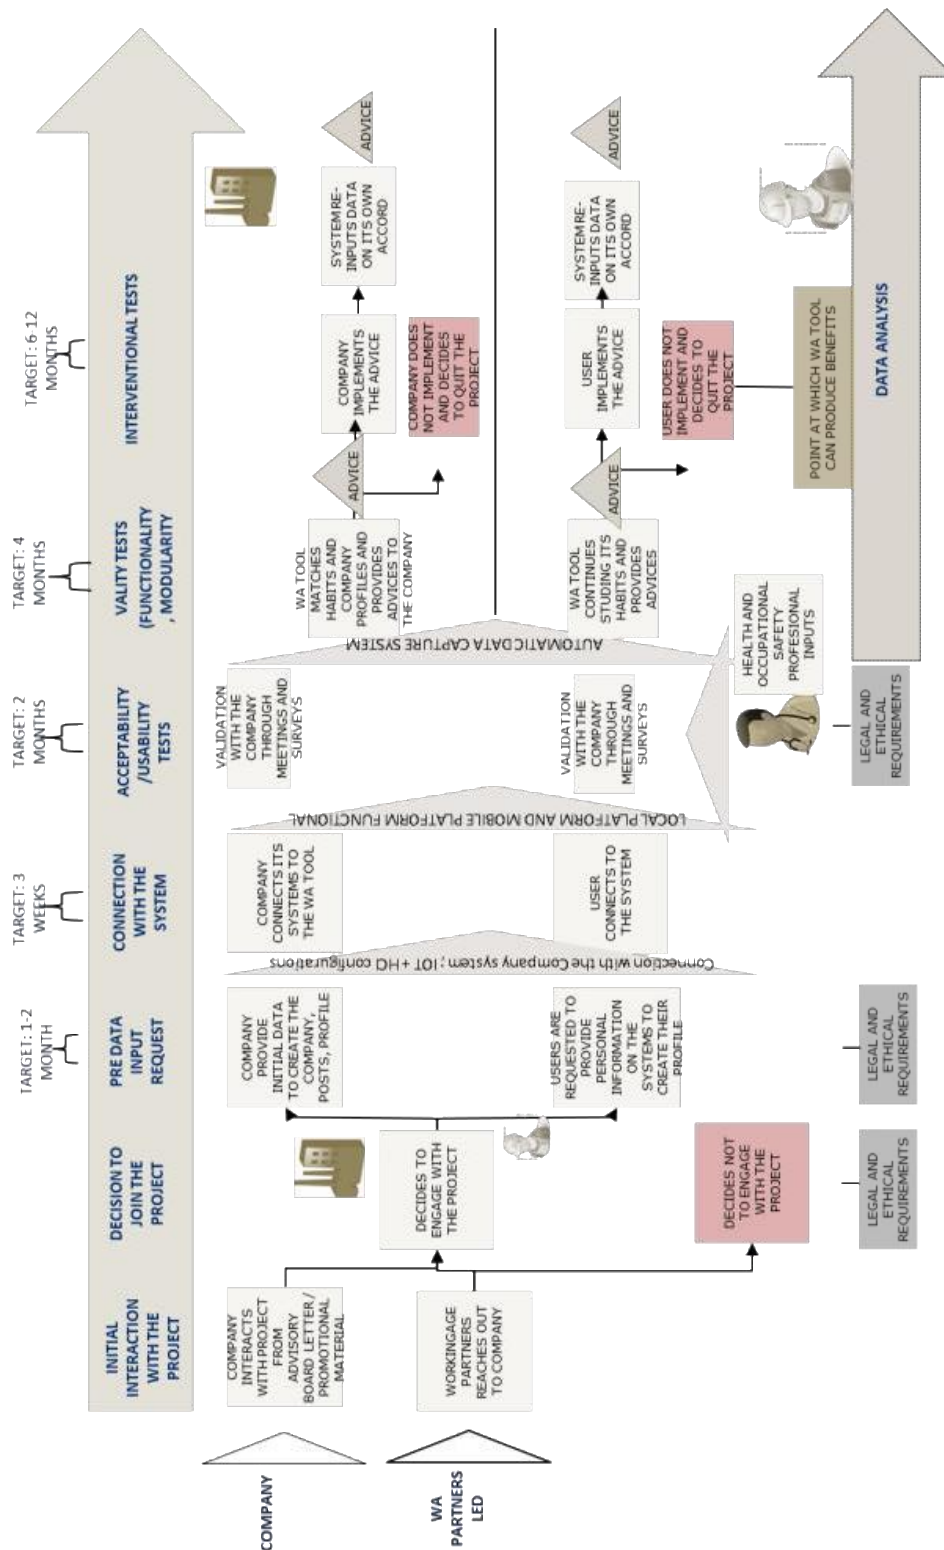 TARGET: 1-2
MONTH
TARGET: 3
WEEKS
TARGET: 2
MONTHS
TARGET: 4
MONTHS
TARGET: 6-12
MONTHS
INITIAL
INTERACTION
WITH THE
PROJECT
DECISION TO
JOIN THE
PROJECT
PRE DATA
INPUT
REQUEST
CONNECTION
WITH THE
SYSTEM
ACCEPTABILITY
/USABILITY
TESTS
VALITY TESTS
(FUNCTIONALITY
, MODULARITY
INTERVENTIONAL TESTS
COMPANY
COMPANY
INTERACTS
WITH PROJECT
FROM
ADVISORY
BOARD LETTER/
PROMOTIONAL
MATERIAL
WA
PARTNERS
LED
WORKINGAGE
PARTNERS
REACHES OUT
TO COMPANY
DECIDES TO
ENGAGE WITH
THE PROJECT
DECIDES NOT
TO ENGAGE
WITH THE
PROJECT
COMPANY
PROVIDE
INITIAL DATA
TO CREATE THE
COMPANY,
POSTS, PROFILE
USERS ARE
REQUESTED TO
PROVIDE
PERSONAL
INFORMATION
ON THE
SYSTEMS TO
CREATE THEIR
PROFILE
Connection with the Company system; IOT + HCI configurations
COMPANY
CONNECTS ITS
SYSTEMS TO
THE WA TOOL
USER
CONNECTS TO
THE SYSTEM
LOCAL PLATFORM AND MOBILE PLATFORM FUNCTIONAL
VALIDATION
WITH THE
COMPANY
THROUGH
MEETINGS AND
SURVEYS
VALIDATION
WITH THE
COMPANY
THROUGH
MEETINGS AND
SURVEYS
AUTOMATIC DATA CAPTURE SYSTEM
WA TOOL
MATCHES
HABITS AND
COMPANY
PROFILES AND
PROVIDES
ADVICES TO
THE COMPANY
ADVICE
COMPANY
IMPLEMENTS
THE ADVICE
COMPANY DOES
NOT IMPLEMENT
AND DECIDES
TO QUIT THE
PROJECT
SYSTEM RE-
INPUTS DATA
ON ITS OWN
ACCORD
ADVICE
WA TOOL
CONTINUES
STUDING ITS
HABITS AND
PROVIDES
ADVICES
ADVICE
USER
IMPLEMENTS
THE ADVICE
USER DOES NOT
IMPLEMENT AND
DECIDES TO
QUIT THE
PROJECT
SYSTEM RE-
INPUTS DATA
ON ITS OWN
ACCORD
ADVICE
HEALTH AND
OCCUPATIONAL
SAFETY
PROFESIONAL
INPUTS
POINT AT WHICH WA TOOL
CAN PRODUCE BENEFITS
LEGAL AND
ETHICAL
REQUIREMENTS
LEGAL AND
ETHICAL
REQUIREMENTS
LEGAL AND
ETHICAL
REQUIREMENTS
DATA ANALYSIS